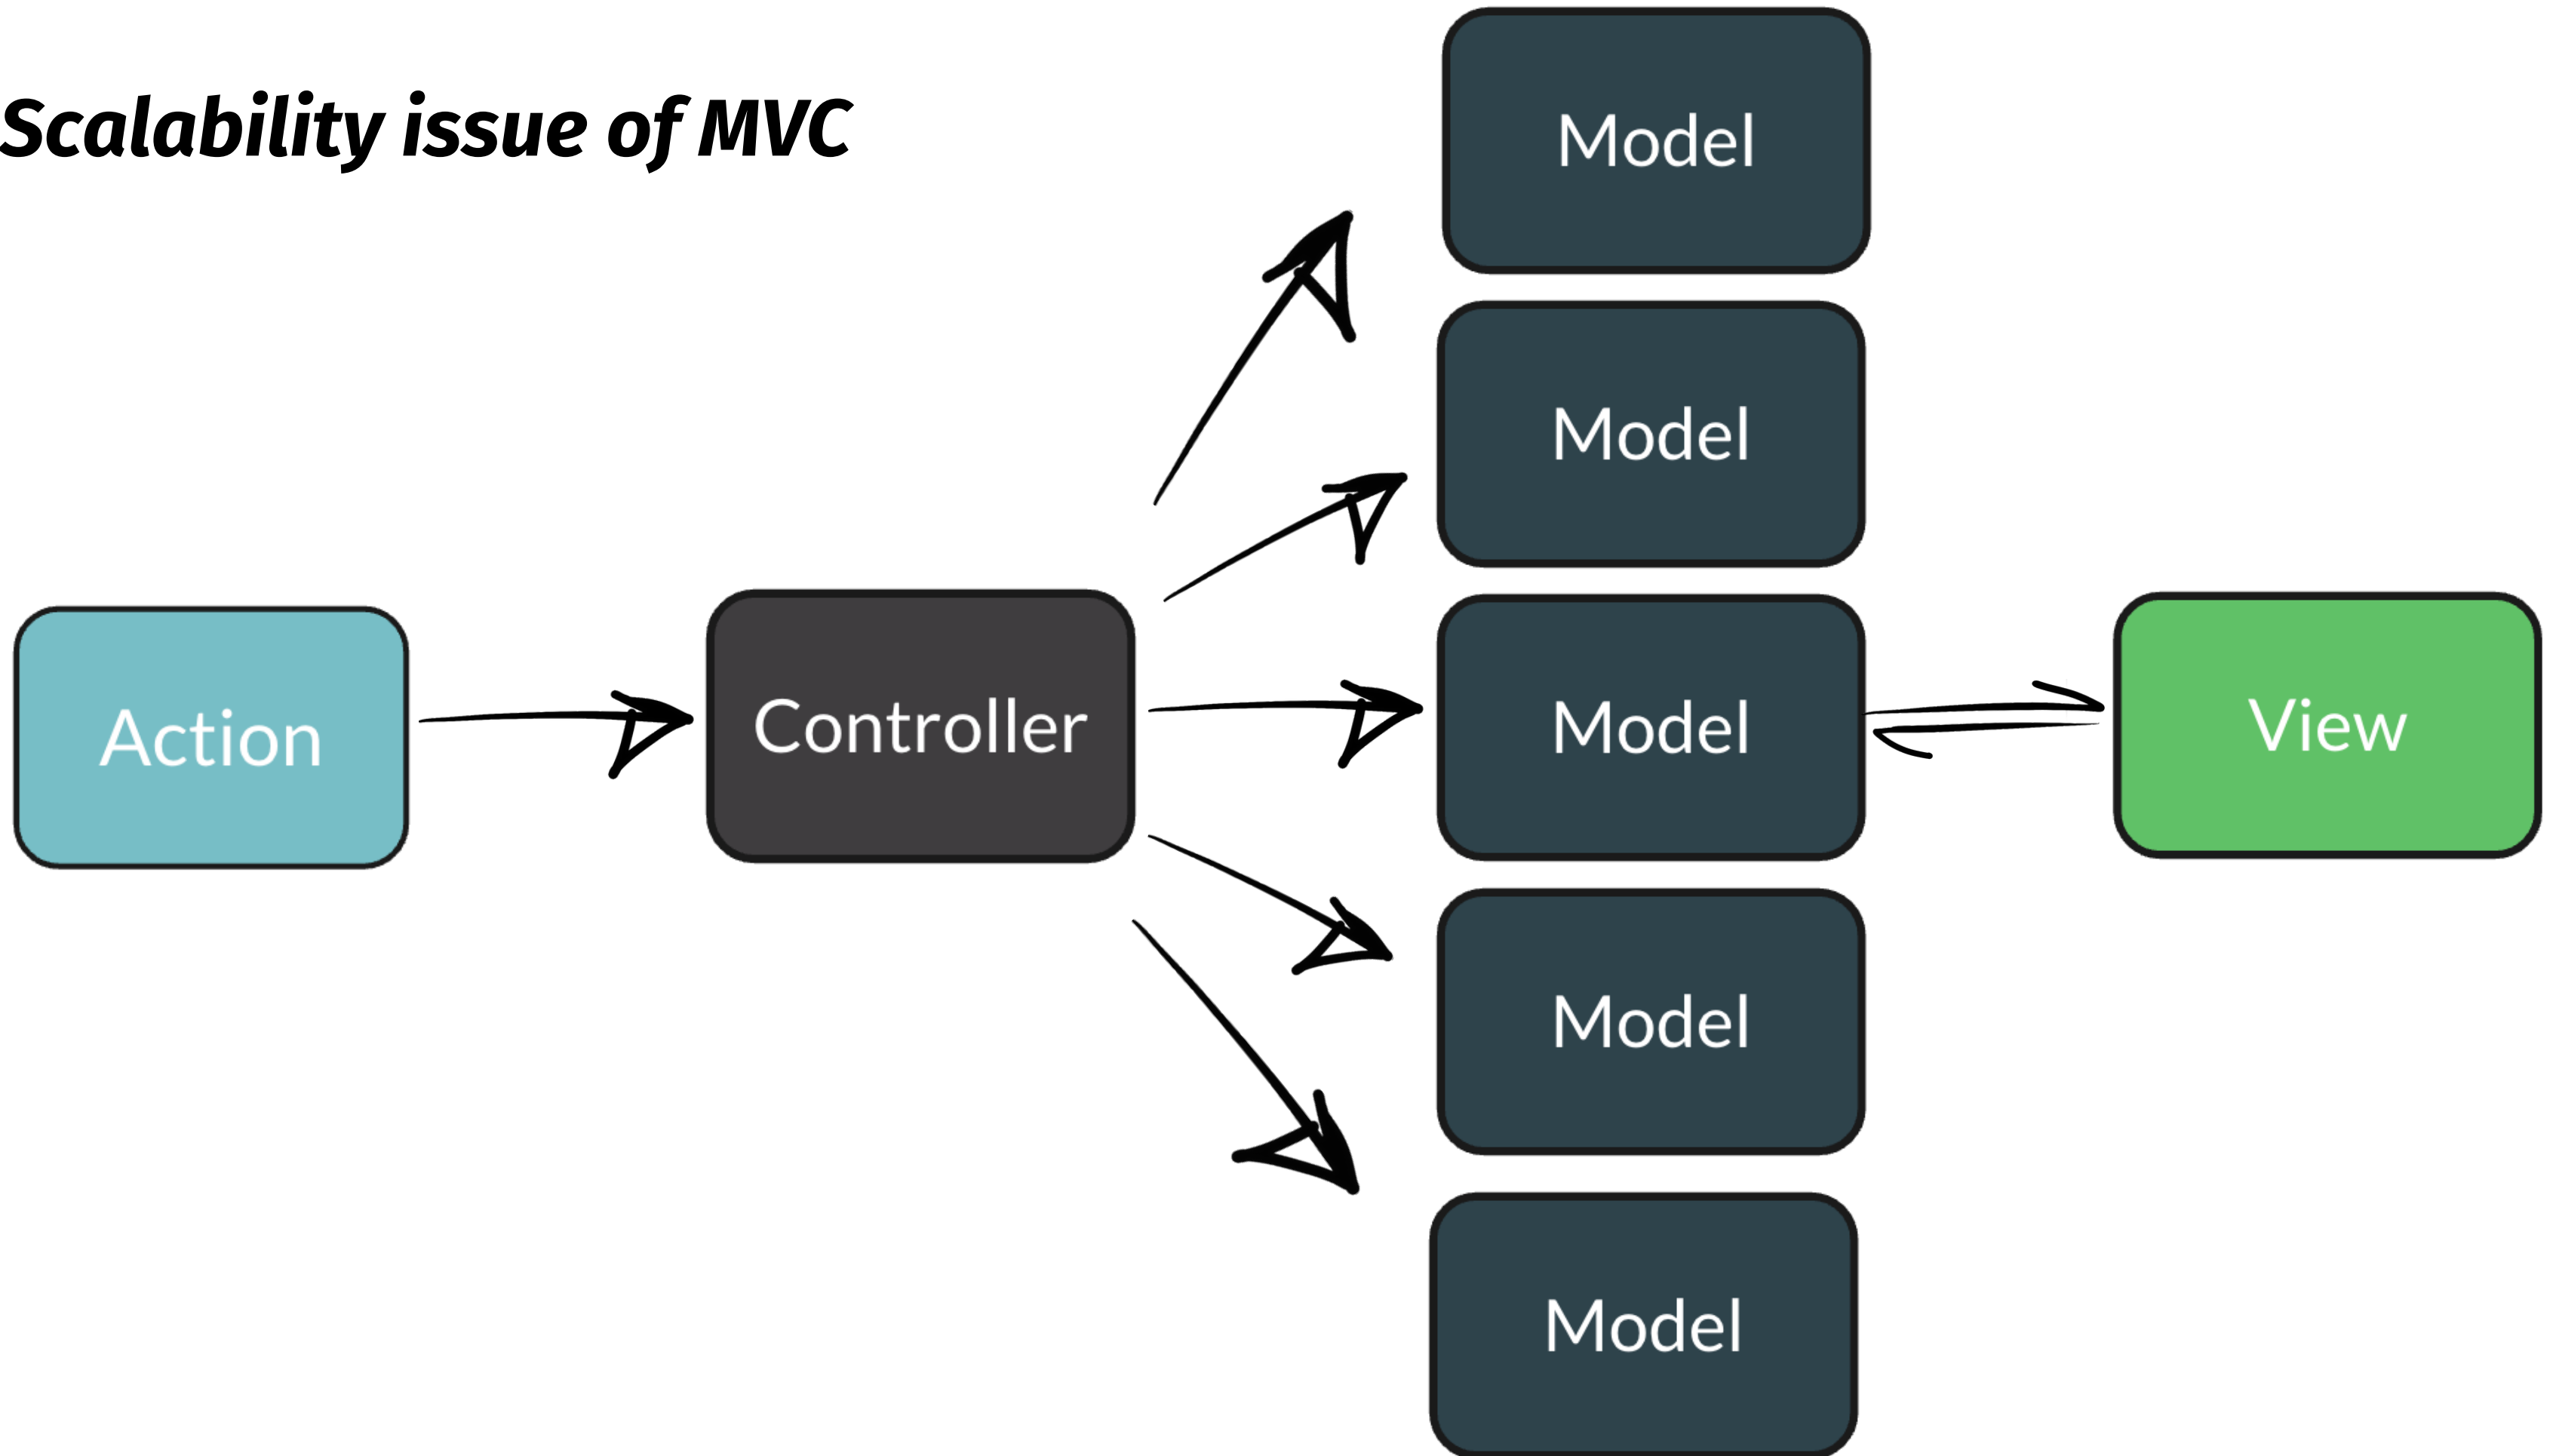 Scalability issue of MVC
Model
Model
Action
Controller
Model
View
Model
Model